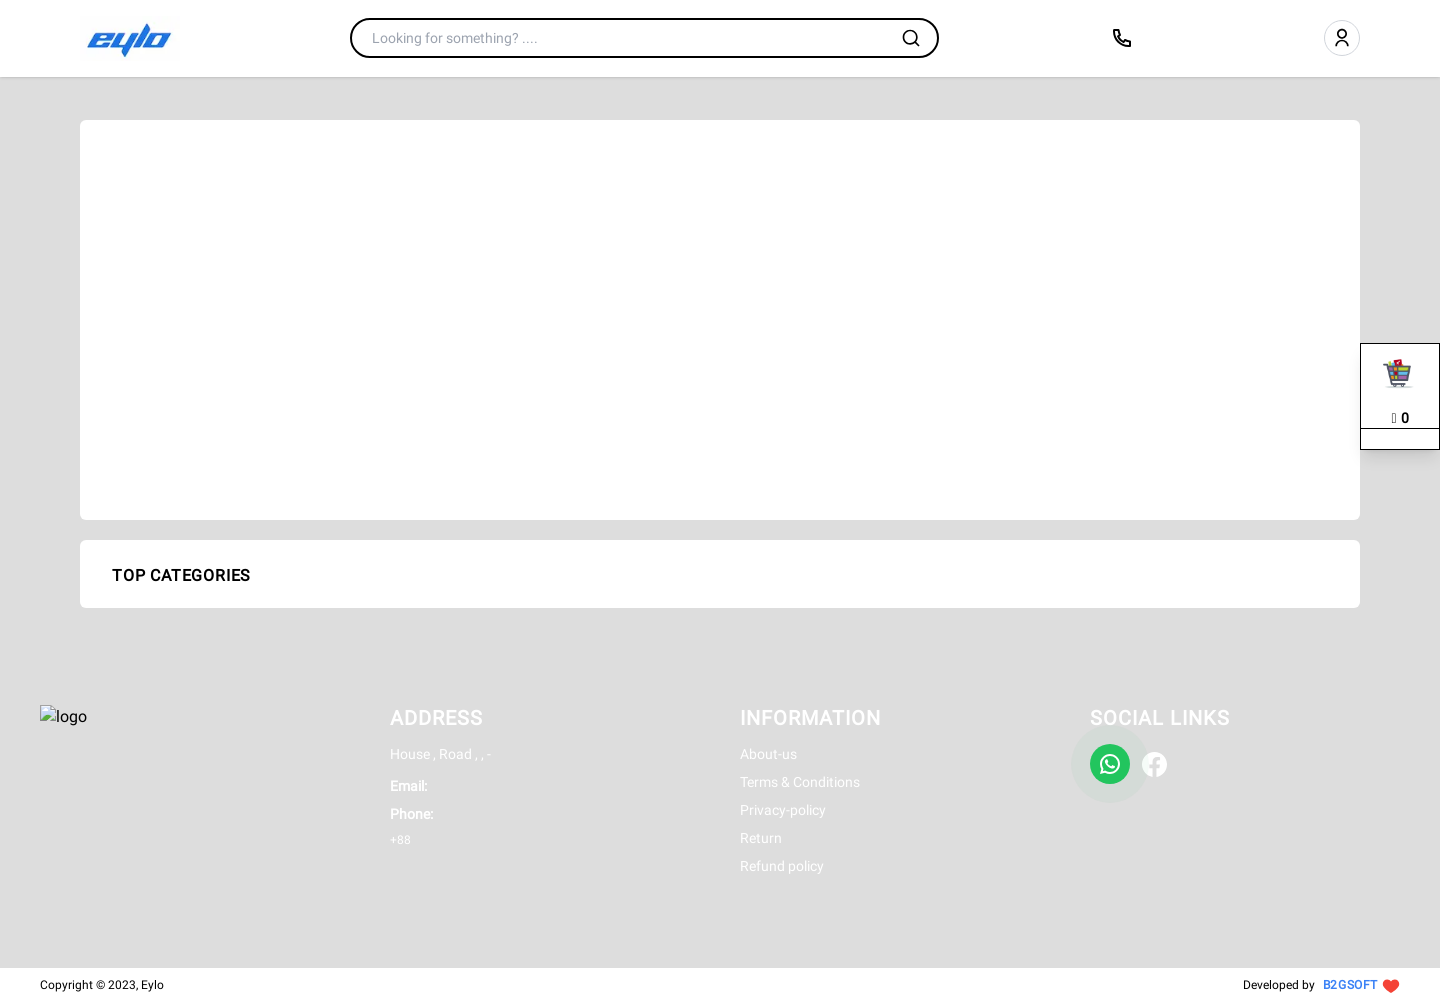 eylo
Looking for something? ....
0
TOP CATEGORIES
logo
ADDRESS
House , Road , , -
Email:
Phone:
+88
INFORMATION
About-us
Terms & Conditions
Privacy-policy
Return
Refund policy
SOCIAL LINKS
Copyright © 2023, Eylo
Developed by B2GSOFT